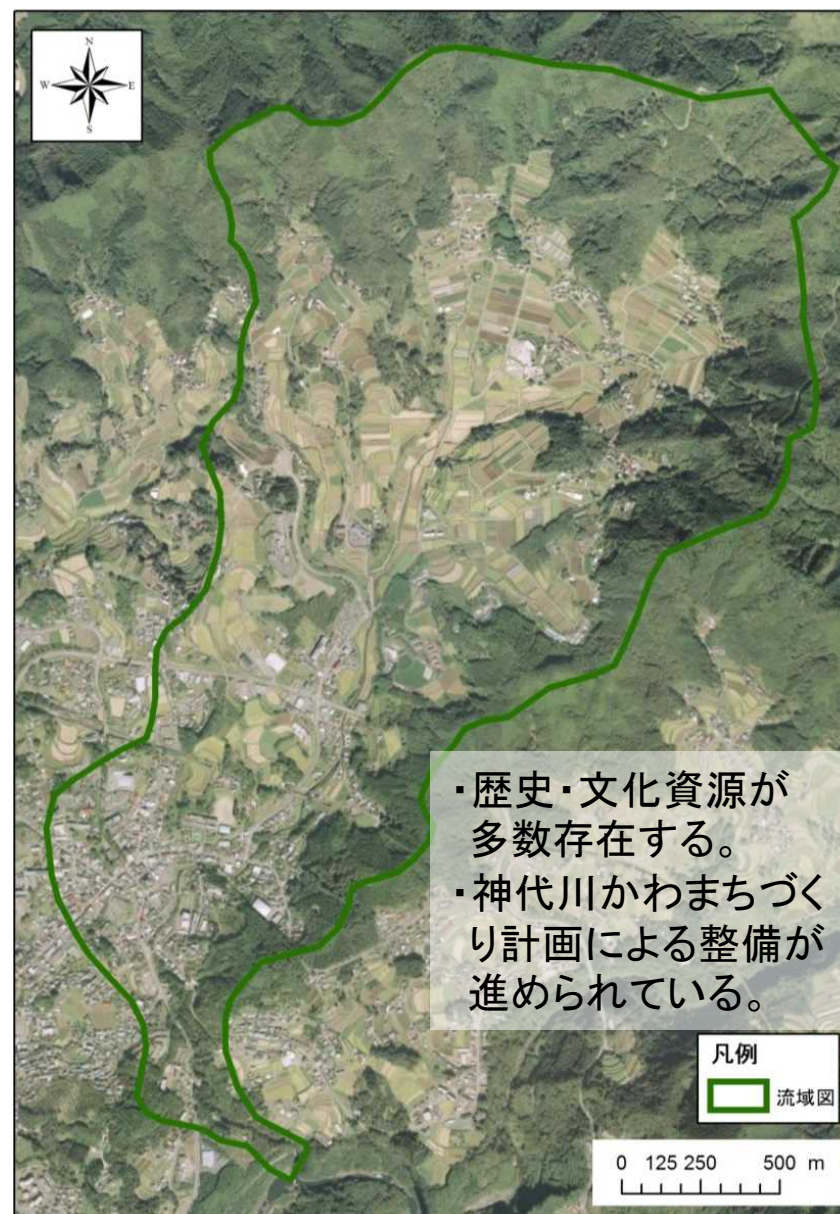 N
W E
S
・歴史・文化資源が
多数存在する。
・神代川かわまちづく
り計画による整備が
進められている。
凡例
流域図
0 125 250 500 m